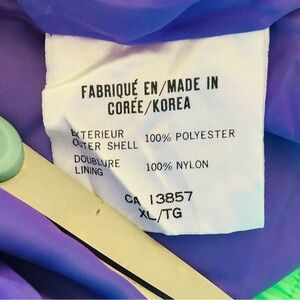 FABRIQUÉ EN/MADE IN
CORÉE/KOREA
EXTERIEUR
OUTER SHELL 100% POLYESTER
DOUBLURE
LINING 100% NYLON
CA 13857
XL/TG